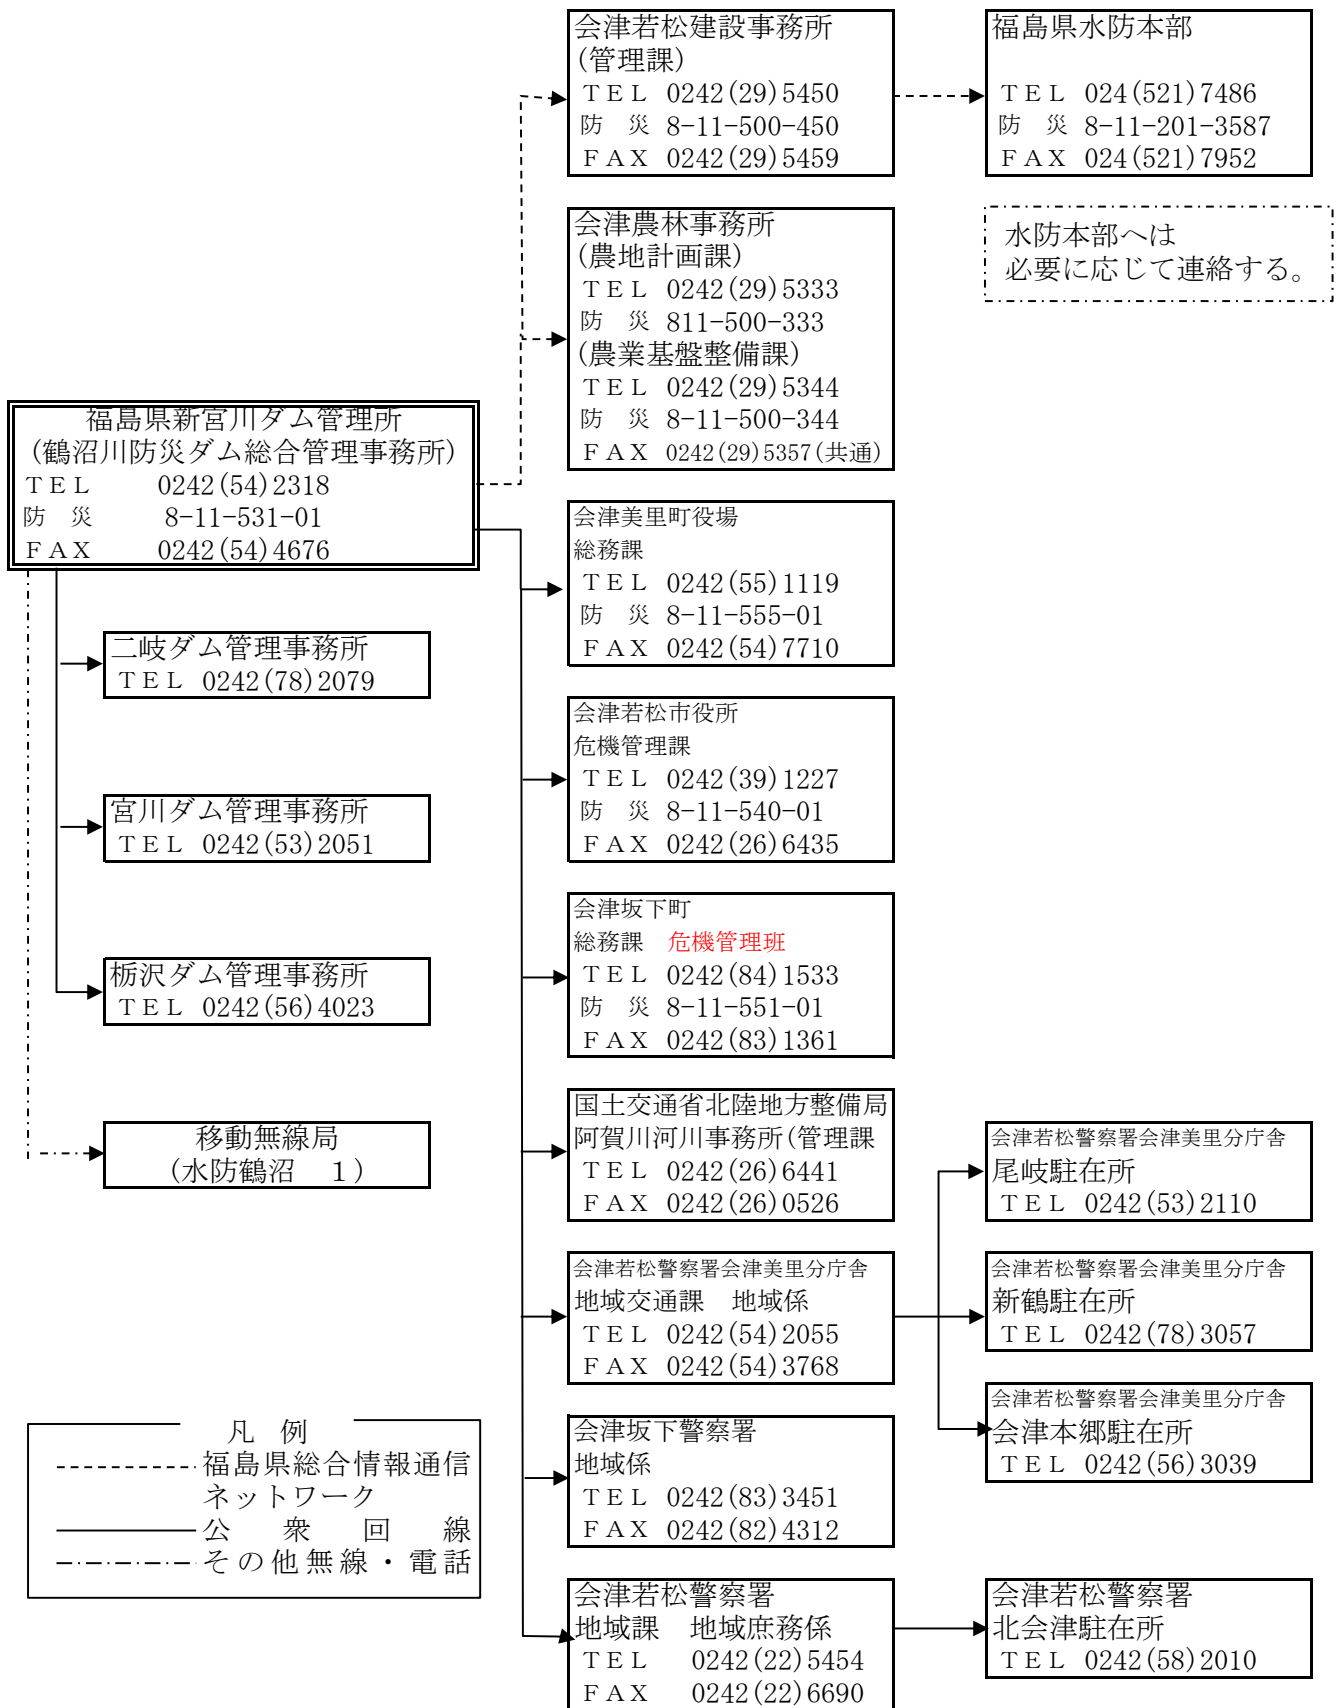 会津若松建設事務所
(管理課)
ＴＥＬ 0242(29)5450
防　災 8-11-500-450
ＦＡＸ 0242(29)5459
福島県水防本部
ＴＥＬ 024(521)7486
防　災 8-11-201-3587
ＦＡＸ 024(521)7952
会津農林事務所
(農地計画課)
ＴＥＬ 0242(29)5333
防　災 811-500-333
(農業基盤整備課)
ＴＥＬ 0242(29)5344
防　災 8-11-500-344
ＦＡＸ 0242(29)5357(共通)
水防本部へは
必要に応じて連絡する。
福島県新宮川ダム管理所
(鶴沼川防災ダム総合管理事務所)
ＴＥＬ 0242(54)2318
防　災 8-11-531-01
ＦＡＸ 0242(54)4676
会津美里町役場
総務課
ＴＥＬ 0242(55)1119
防　災 8-11-555-01
ＦＡＸ 0242(54)7710
二岐ダム管理事務所
ＴＥＬ 0242(78)2079
会津若松市役所
危機管理課
ＴＥＬ 0242(39)1227
防　災 8-11-540-01
ＦＡＸ 0242(26)6435
宮川ダム管理事務所
ＴＥＬ 0242(53)2051
会津坂下町
総務課　危機管理班
ＴＥＬ 0242(84)1533
防　災 8-11-551-01
ＦＡＸ 0242(83)1361
栃沢ダム管理事務所
ＴＥＬ 0242(56)4023
国土交通省北陸地方整備局
阿賀川河川事務所(管理課
ＴＥＬ 0242(26)6441
ＦＡＸ 0242(26)0526
移動無線局
(水防鶴沼　１)
会津若松警察署会津美里分庁舎
尾岐駐在所
ＴＥＬ 0242(53)2110
会津若松警察署会津美里分庁舎
地域交通課　地域係
ＴＥＬ 0242(54)2055
ＦＡＸ 0242(54)3768
会津若松警察署会津美里分庁舎
新鶴駐在所
ＴＥＬ 0242(78)3057
会津若松警察署会津美里分庁舎
会津本郷駐在所
ＴＥＬ 0242(56)3039
会津坂下警察署
地域係
ＴＥＬ 0242(83)3451
ＦＡＸ 0242(82)4312
凡　例
福島県総合情報通信
ネットワーク
公　衆　回　線
その他無線・電話
会津若松警察署
地域課　地域庶務係
ＴＥＬ 0242(22)5454
ＦＡＸ 0242(22)6690
会津若松警察署
北会津駐在所
ＴＥＬ 0242(58)2010